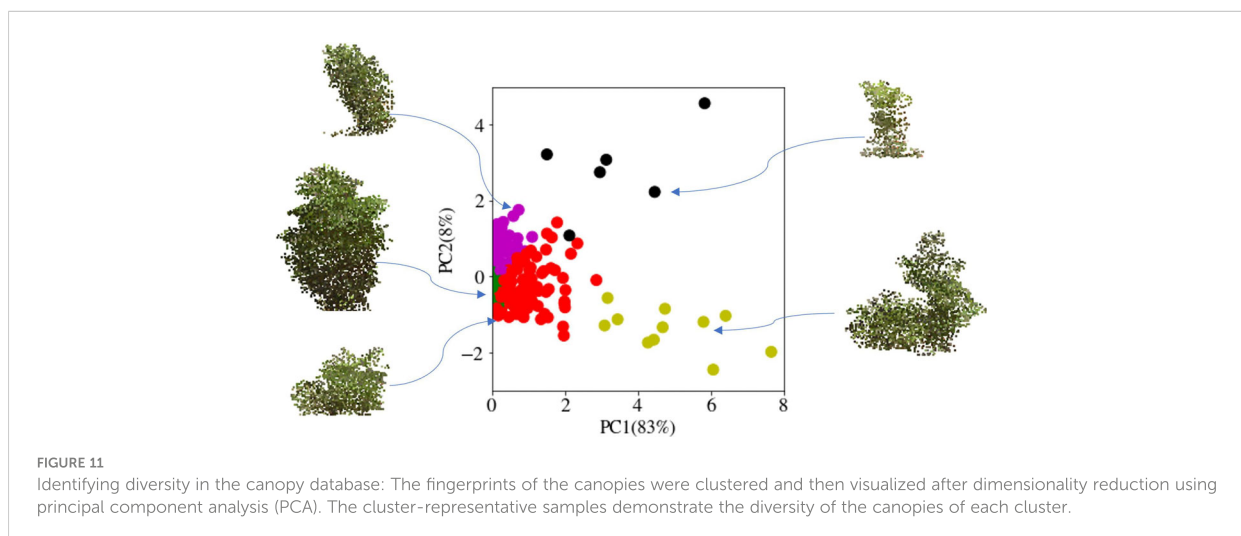 4
2
0
−2
PC2(8%)
0 2 4 6 8
PC1(83%)
FIGURE 11
Identifying diversity in the canopy database: The fingerprints of the canopies were clustered and then visualized after dimensionality reduction using
principal component analysis (PCA). The cluster-representative samples demonstrate the diversity of the canopies of each cluster.